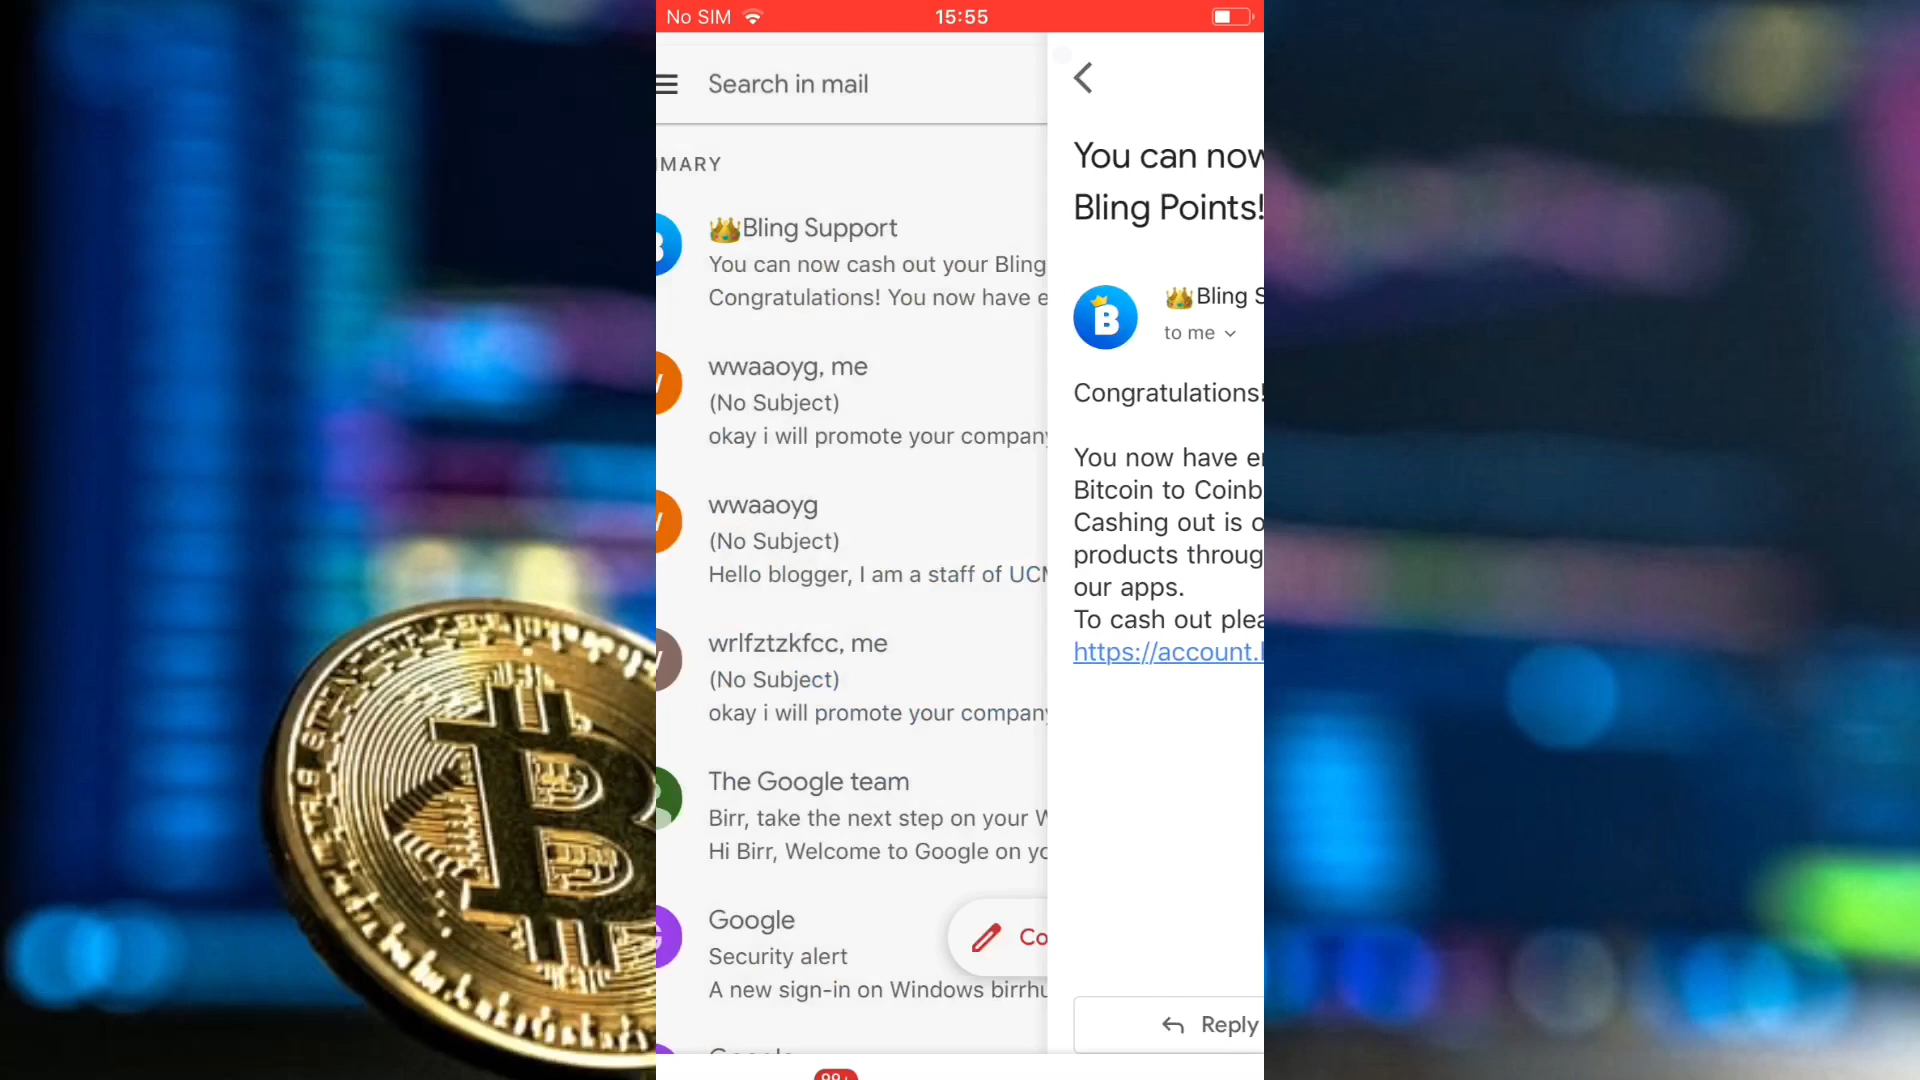 No SIM
15:55
Search in mail
MARY
👑Bling Support
You can now cash out your Bling
Congratulations! You now have e
wwaaoyg, me
(No Subject)
okay i will promote your company
wwaaoyg
(No Subject)
Hello blogger, I am a staff of UCM
wrlfztzkfcc, me
(No Subject)
okay i will promote your company
The Google team
Birr, take the next step on your W
Hi Birr, Welcome to Google on yo
Google
Security alert
A new sign-in on Windows birrhu
Co
99+
You can now
Bling Points!
B
👑Bling S
to me
Congratulations!
You now have e
Bitcoin to Coinb
Cashing out is o
products throug
our apps.
To cash out plea
https://account.
Reply